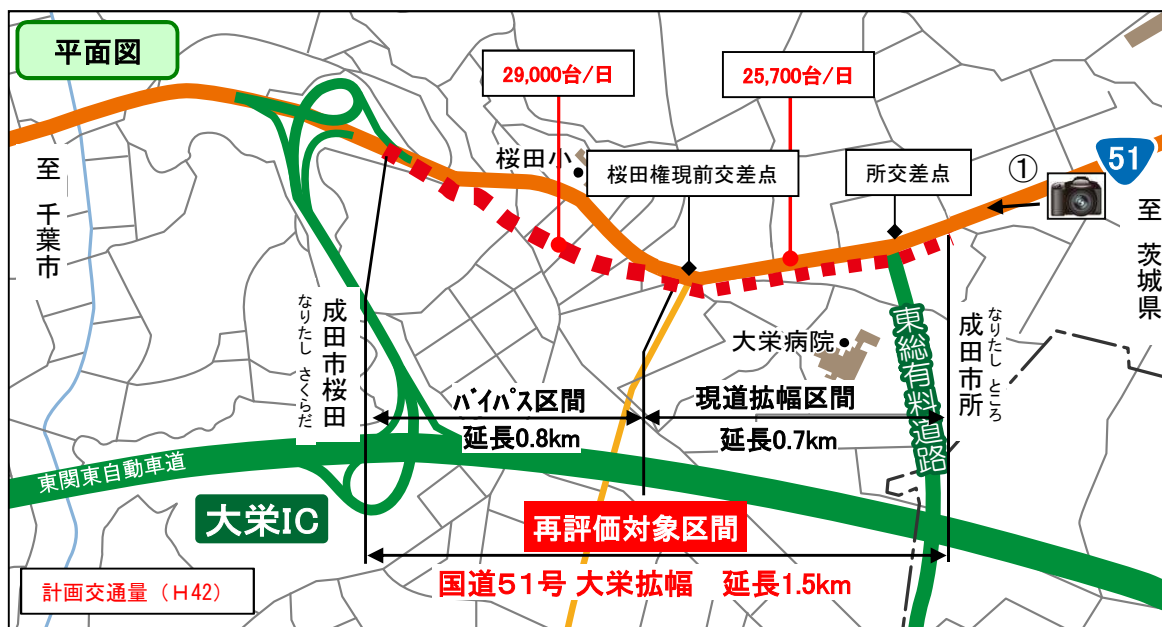 平面図
29,000台/日
25,700台/日
桜田小
桜田権現前交差点
所交差点
①
51
至 千葉市
至 茨城県
成田市桜田
なりたし さくらだ
成田市所
なりたし ところ
大栄病院
東総有料道路
バイパス区間
延長0.8km
現道拡幅区間
延長0.7km
東関東自動車道
大栄IC
再評価対象区間
国道51号 大栄拡幅 延長1.5km
計画交通量（H42）